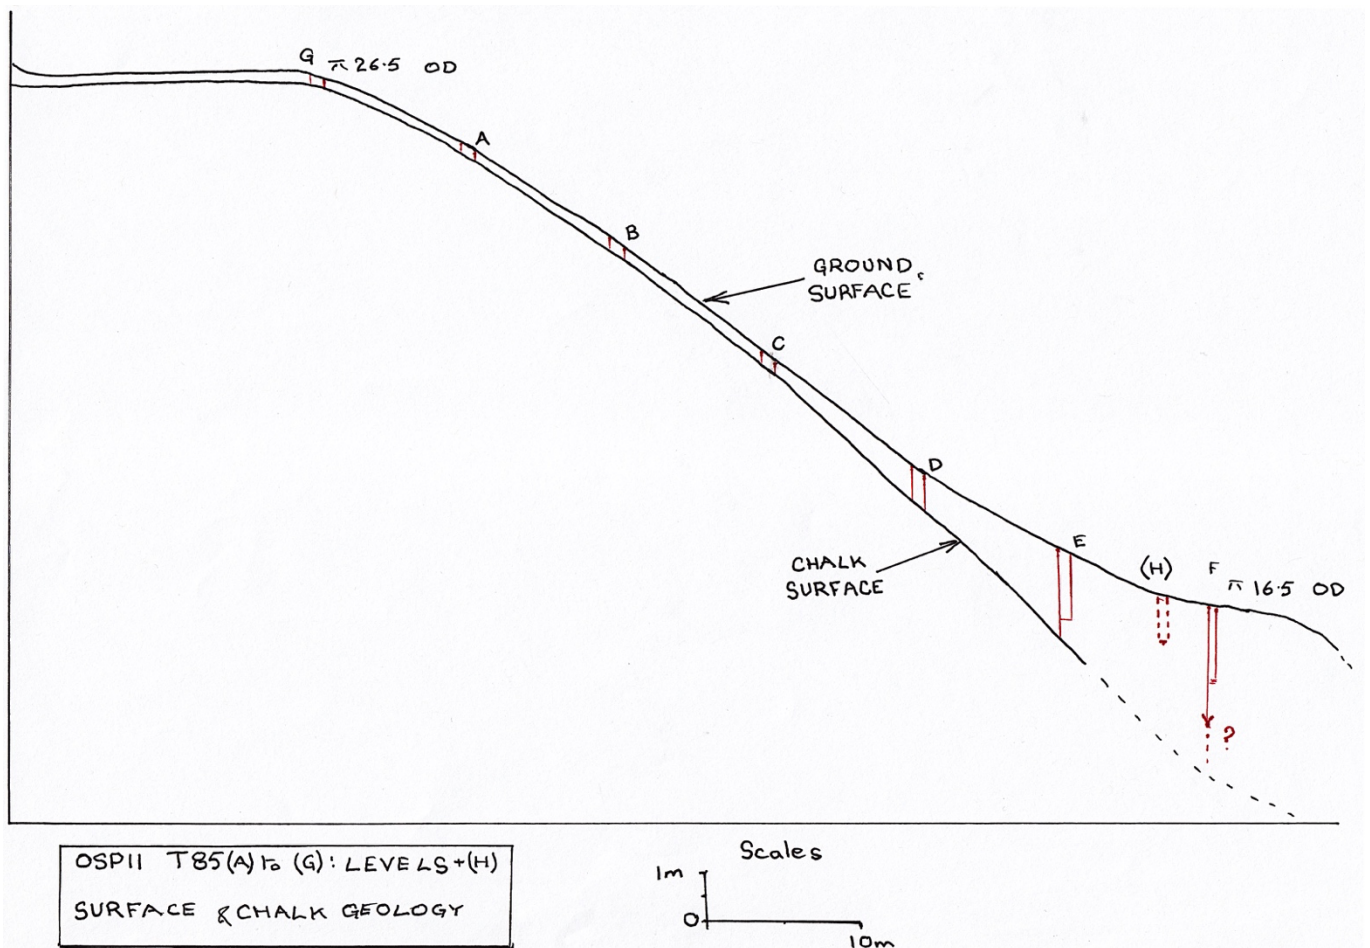 G ⊼ 26.5 OD
A
B
GROUND
SURFACE
C
D
CHALK
SURFACE
E
(H)
F
⊼ 16.5 OD
?
OSP11 T85(A) to (G): LEVELS +(H)
SURFACE & CHALK GEOLOGY
Scales
1m
0
10m